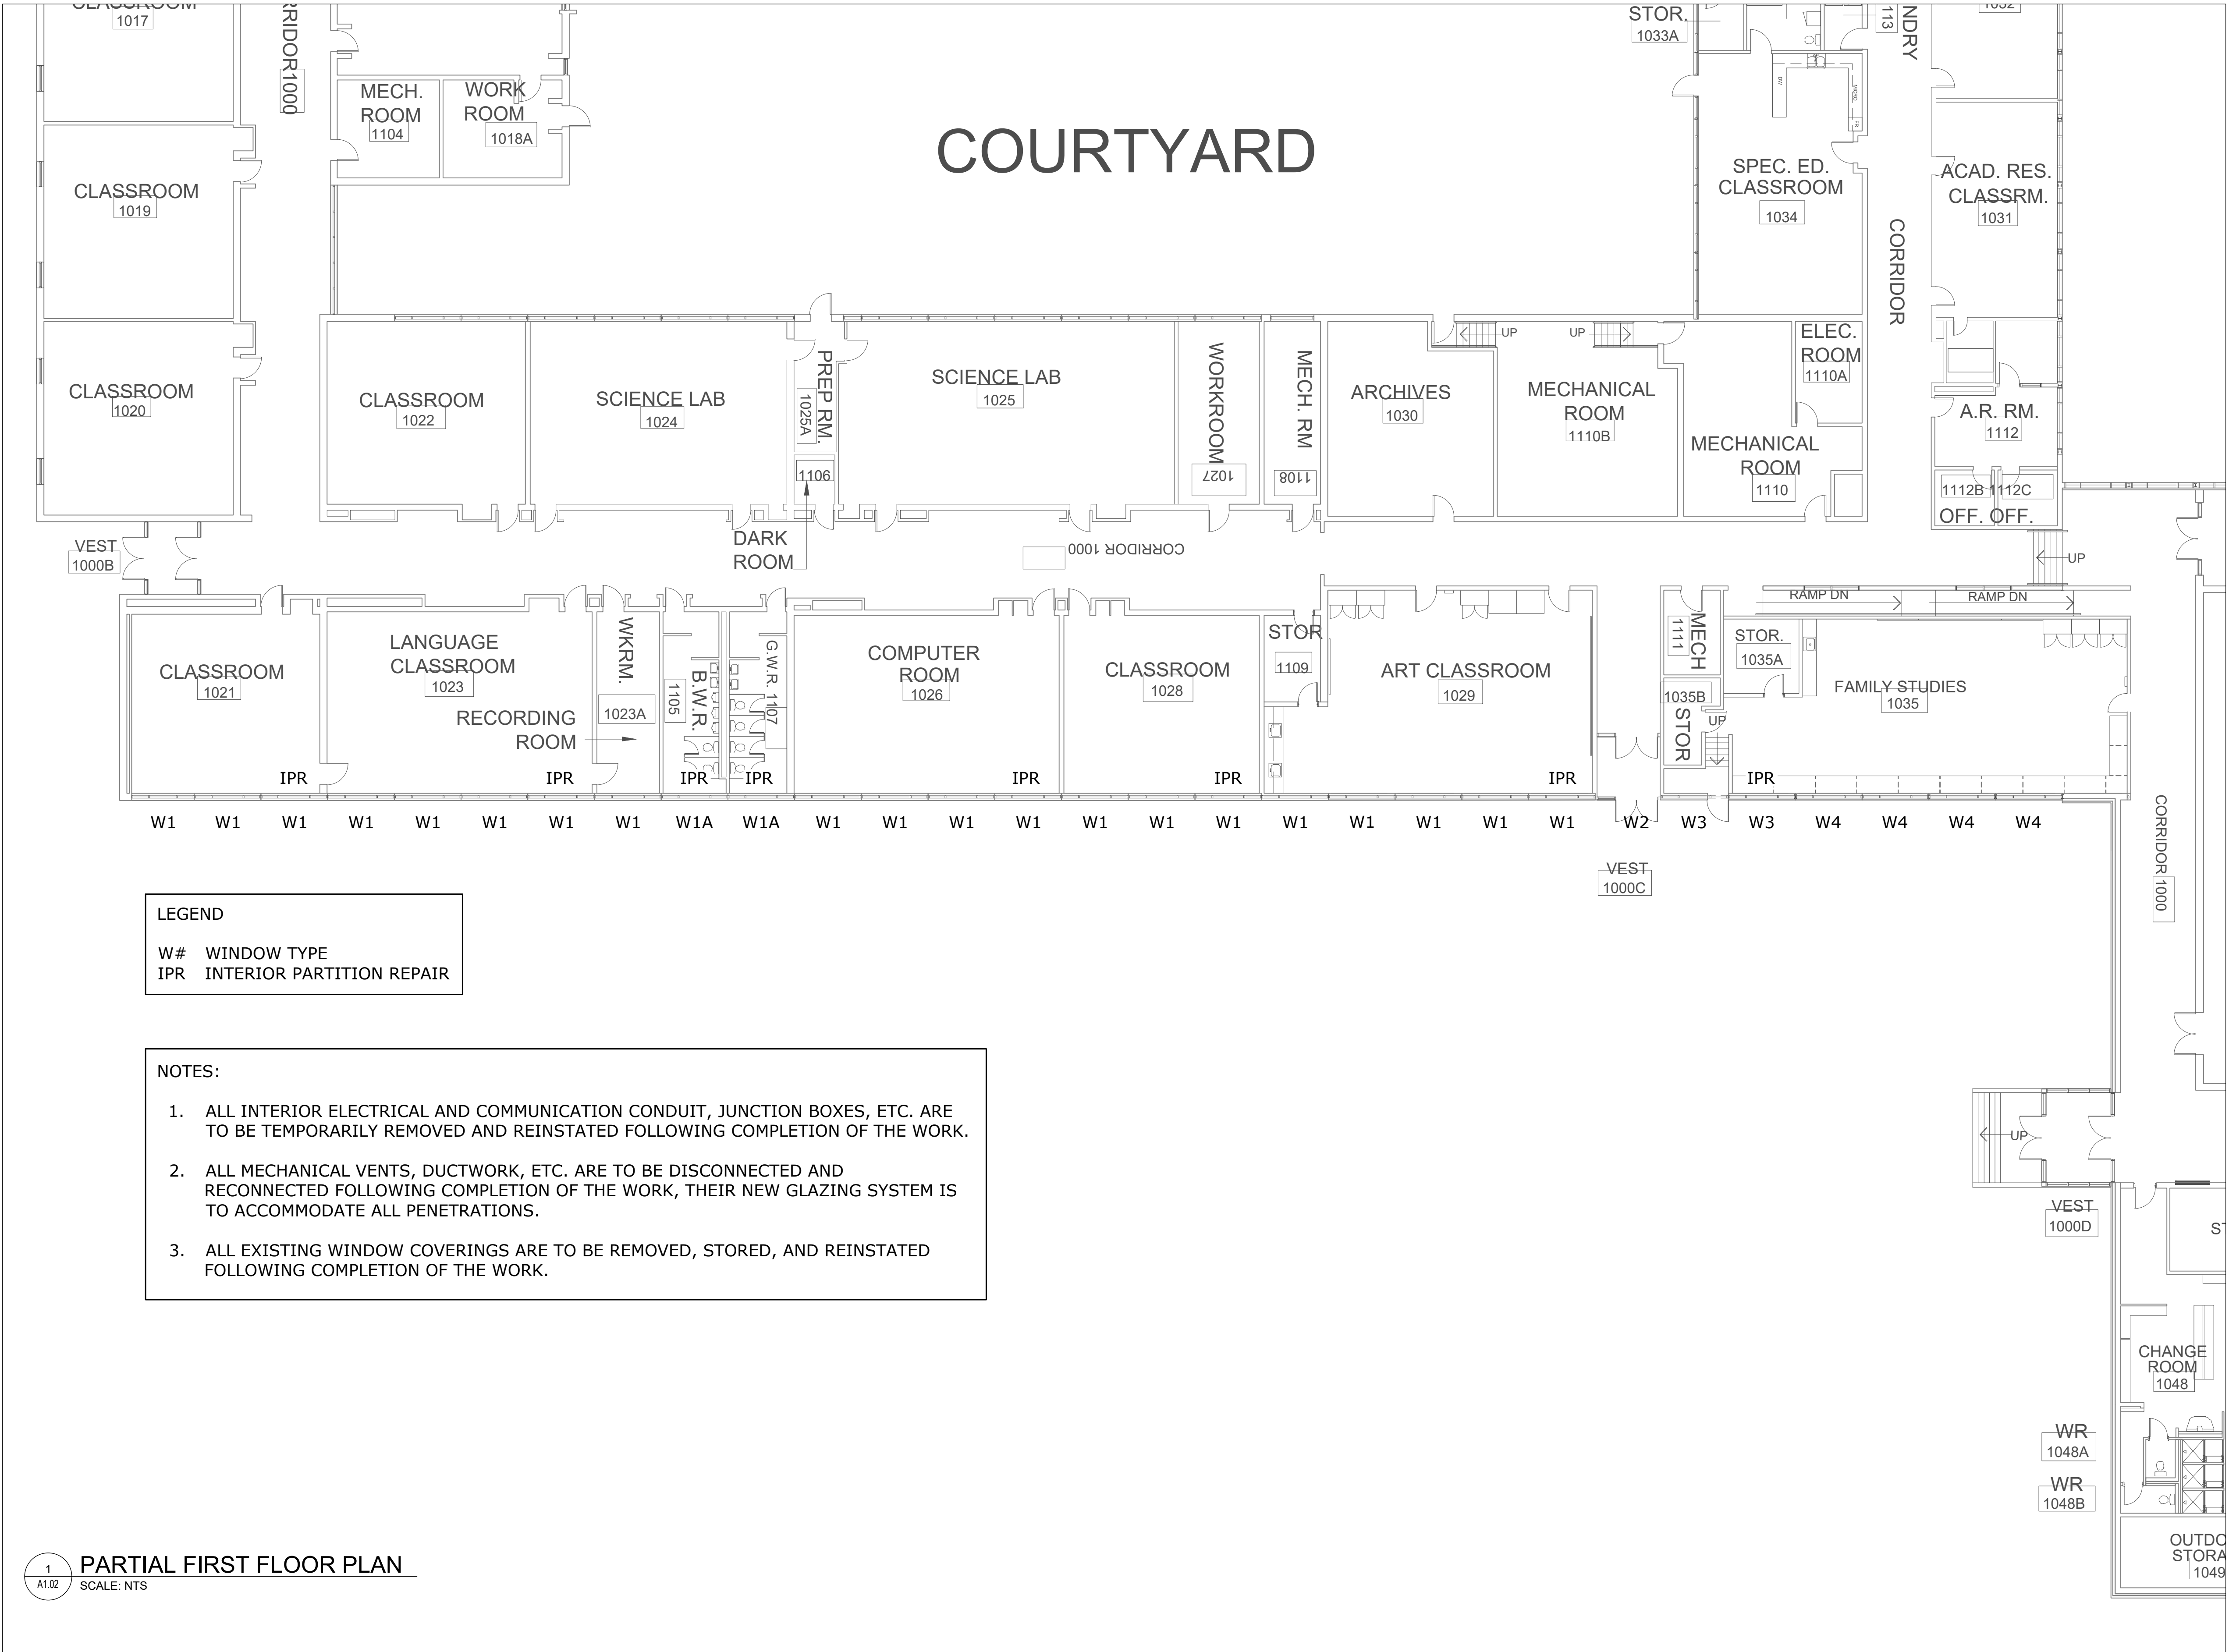 CLASSROOM
1017
RRIDOR1000
MECH.
ROOM
1104
WORK
ROOM
1018A
COURTYARD
STOR.
1033A
113
NDRY
1032
DW
MICRO.
FR
CLASSROOM
1019
SPEC. ED.
CLASSROOM
1034
ACAD. RES.
CLASSRM.
1031
CORRIDOR
CLASSROOM
1020
CLASSROOM
1022
SCIENCE LAB
1024
PREP RM.
1025A
1106
SCIENCE LAB
1025
WORKROOM
1027
MECH. RM
1108
ARCHIVES
1030
UP
UP
MECHANICAL
ROOM
1110B
ELEC.
ROOM
1110A
MECHANICAL
ROOM
1110
A.R. RM.
1112
1112B
1112C
OFF.
OFF.
VEST
1000B
DARK
ROOM
CORRIDOR 1000
UP
RAMP DN
RAMP DN
CLASSROOM
1021
LANGUAGE
CLASSROOM
1023
RECORDING
ROOM
WKRM.
1023A
1105
B.W.R.
G.W.R. 1107
COMPUTER
ROOM
1026
CLASSROOM
1028
STOR
1109
ART CLASSROOM
1029
MECH
1111
1035B
STOR
UP
STOR.
1035A
FAMILY STUDIES
1035
IPR IPR IPR IPR IPR IPR IPR IPR
W1 W1 W1 W1 W1 W1 W1 W1 W1A W1A W1 W1 W1 W1 W1 W1 W1 W1 W1 W1 W1 W1 W2 W3 W3 W4 W4 W4 W4
VEST
1000C
CORRIDOR 1000
LEGEND
W# WINDOW TYPE
IPR INTERIOR PARTITION REPAIR
NOTES:
1. ALL INTERIOR ELECTRICAL AND COMMUNICATION CONDUIT, JUNCTION BOXES, ETC. ARE
TO BE TEMPORARILY REMOVED AND REINSTATED FOLLOWING COMPLETION OF THE WORK.
2. ALL MECHANICAL VENTS, DUCTWORK, ETC. ARE TO BE DISCONNECTED AND
RECONNECTED FOLLOWING COMPLETION OF THE WORK, THEIR NEW GLAZING SYSTEM IS
TO ACCOMMODATE ALL PENETRATIONS.
3. ALL EXISTING WINDOW COVERINGS ARE TO BE REMOVED, STORED, AND REINSTATED
FOLLOWING COMPLETION OF THE WORK.
UP
VEST
1000D
ST
CHANGE
ROOM
1048
WR
1048A
WR
1048B
OUTDO
STORA
1049
1
A1.02
PARTIAL FIRST FLOOR PLAN
SCALE: NTS